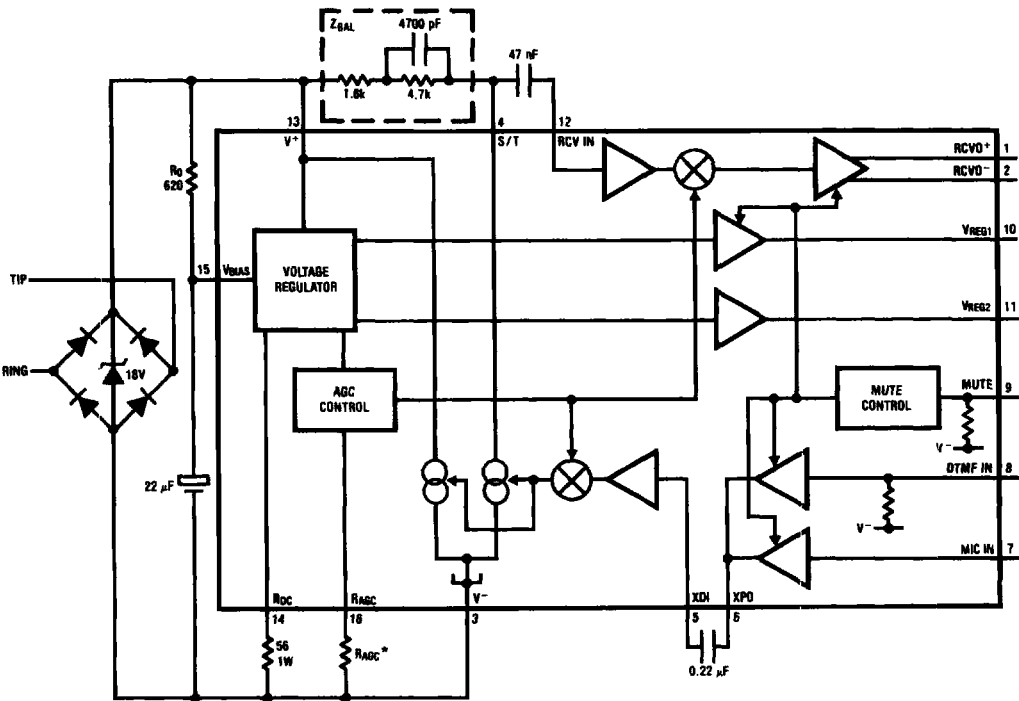 Z_BAL
4700 pF
47 nF
1.6k
4.7k
13
V+
4
S/T
12
RCV IN
RCVO+ 1
RCVO- 2
R_O
620
VREG1 10
15 VBIAS
VOLTAGE
REGULATOR
TIP
VREG2 11
RING
18V
AGC
CONTROL
MUTE
CONTROL
MUTE 9
V-
DTMF IN 8
22 µF
V-
MIC IN 7
RDC
14
RAGC
16
V-
3
XDI
5
XPO
6
56
1W
RAGC*
0.22 µF